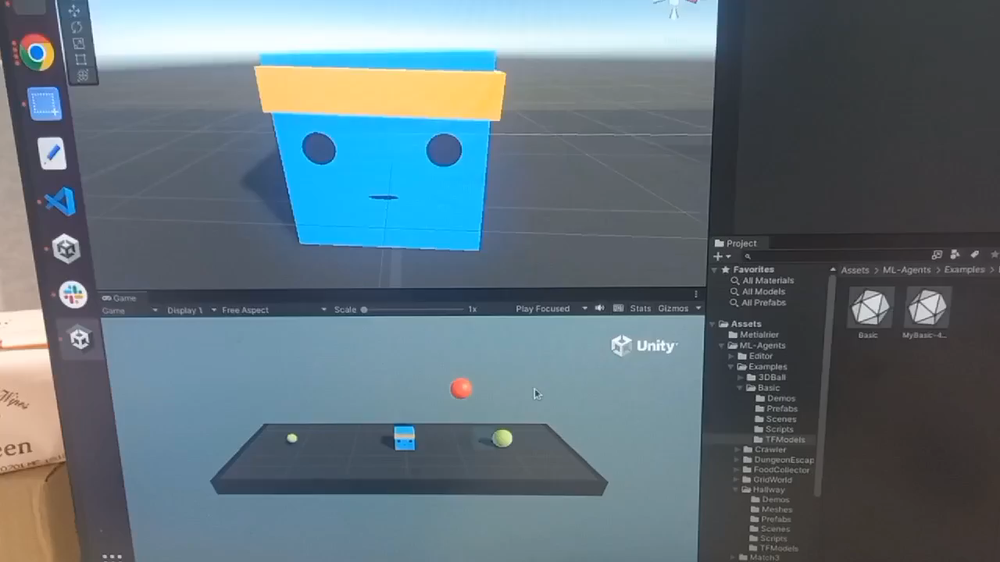 Game
Game Display 1 Free Aspect Scale 1x Play Focused Stats Gizmos
Unity
Project
Favorites
All Materials
All Models
All Prefabs
Assets
Metialrier
ML-Agents
Editor
Examples
3DBall
Basic
Demos
Prefabs
Scenes
Scripts
TFModels
Crawler
DungeonEscap
FoodCollector
GridWorld
Hallway
Demos
Meshes
Prefabs
Scenes
Scripts
TFModels
Match3
Assets > ML-Agents > Examples >
Basic
MyBasic-4...
een